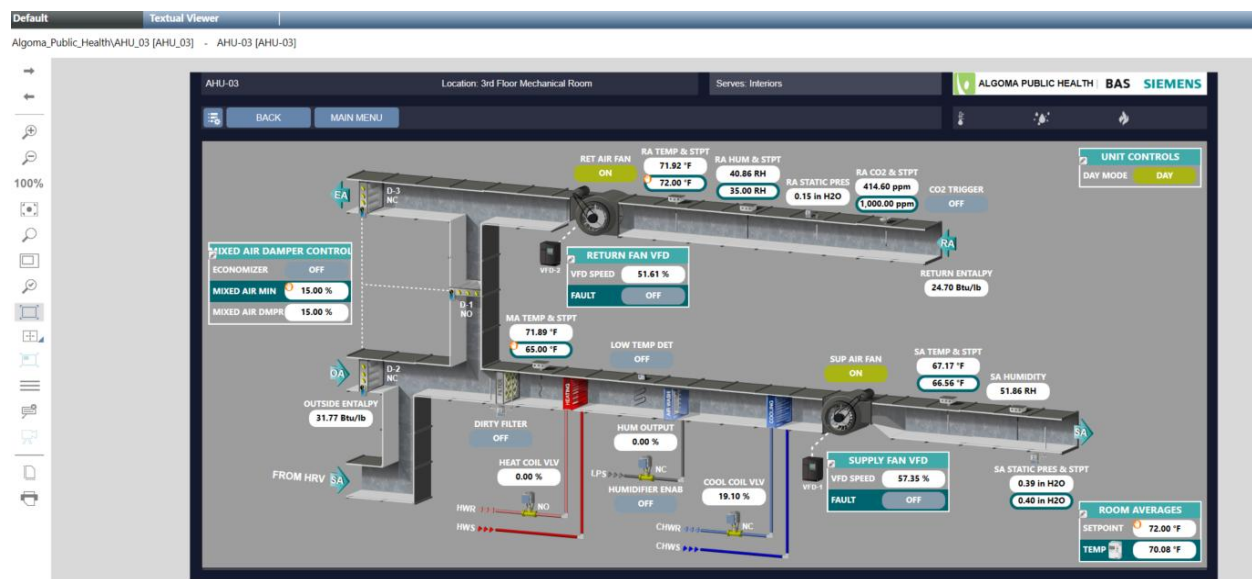 Default Textual Viewer
Algoma_Public_Health\AHU_03 [AHU_03] - AHU-03 [AHU-03]
100%
AHU-03 Location: 3rd Floor Mechanical Room Serves: Interiors ALGOMA PUBLIC HEALTH | BAS SIEMENS
BACK MAIN MENU
UNIT CONTROLS
DAY MODE DAY
EA
D-3
NC
RET AIR FAN
ON
RA TEMP & STPT
71.92 °F
72.00 °F
RA HUM & STPT
40.86 RH
35.00 RH
RA STATIC PRES
0.15 in H2O
RA CO2 & STPT
414.60 ppm
1,000.00 ppm
CO2 TRIGGER
OFF
RA
RETURN ENTALPY
24.70 Btu/lb
MIXED AIR DAMPER CONTROL
ECONOMIZER OFF
MIXED AIR MIN 15.00 %
MIXED AIR DMPR 15.00 %
VFD-2
RETURN FAN VFD
VFD SPEED 51.61 %
FAULT OFF
D-1
NO
MA TEMP & STPT
71.89 °F
65.00 °F
LOW TEMP DET
OFF
SUP AIR FAN
ON
SA TEMP & STPT
67.17 °F
66.56 °F
SA HUMIDITY
51.86 RH
OA
D-2
NC
OUTSIDE ENTALPY
31.77 Btu/lb
HEATING
AIR WASH
COOLING
SA
DIRTY FILTER
OFF
FROM HRV SA
HEAT COIL VLV
0.00 %
NO
HWR
HWS
HUM OUTPUT
0.00 %
LPS
NC
HUMIDIFIER ENAB
OFF
COOL COIL VLV
19.10 %
NC
CHWR
CHWS
VFD-1
SUPPLY FAN VFD
VFD SPEED 57.35 %
FAULT OFF
SA STATIC PRES & STPT
0.39 in H2O
0.40 in H2O
ROOM AVERAGES
SETPOINT 72.00 °F
TEMP 70.08 °F